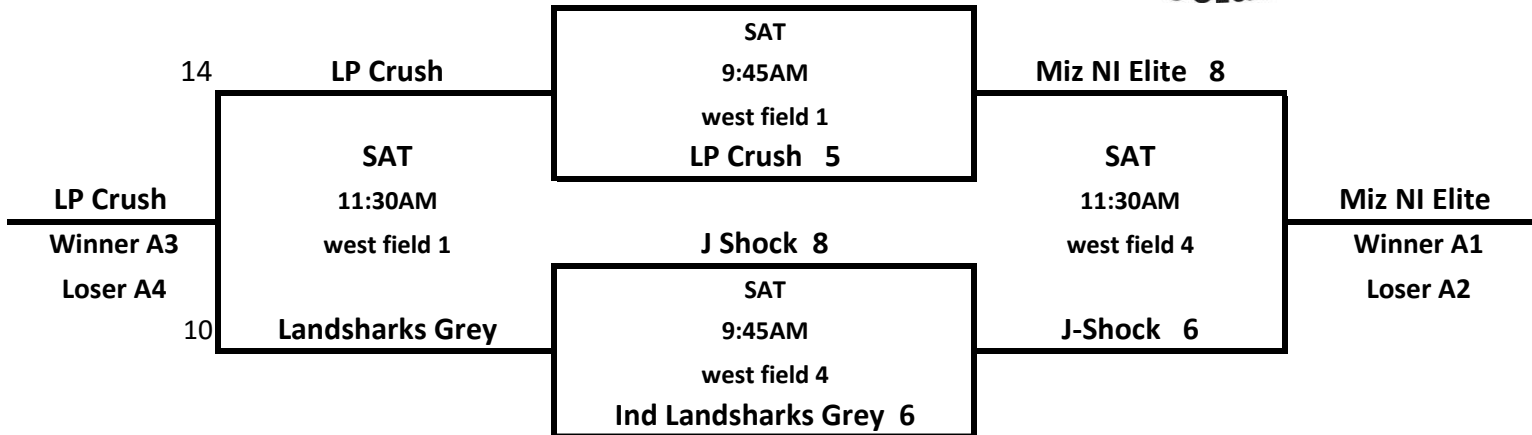 SAT
14 LP Crush 9:45AM Miz NI Elite 8
west field 1
SAT LP Crush 5 SAT
LP Crush 11:30AM 11:30AM Miz NI Elite
Winner A3 west field 1 J Shock 8 west field 4 Winner A1
Loser A4 SAT Loser A2
10 Landsharks Grey 9:45AM J-Shock 6
west field 4
Ind Landsharks Grey 6